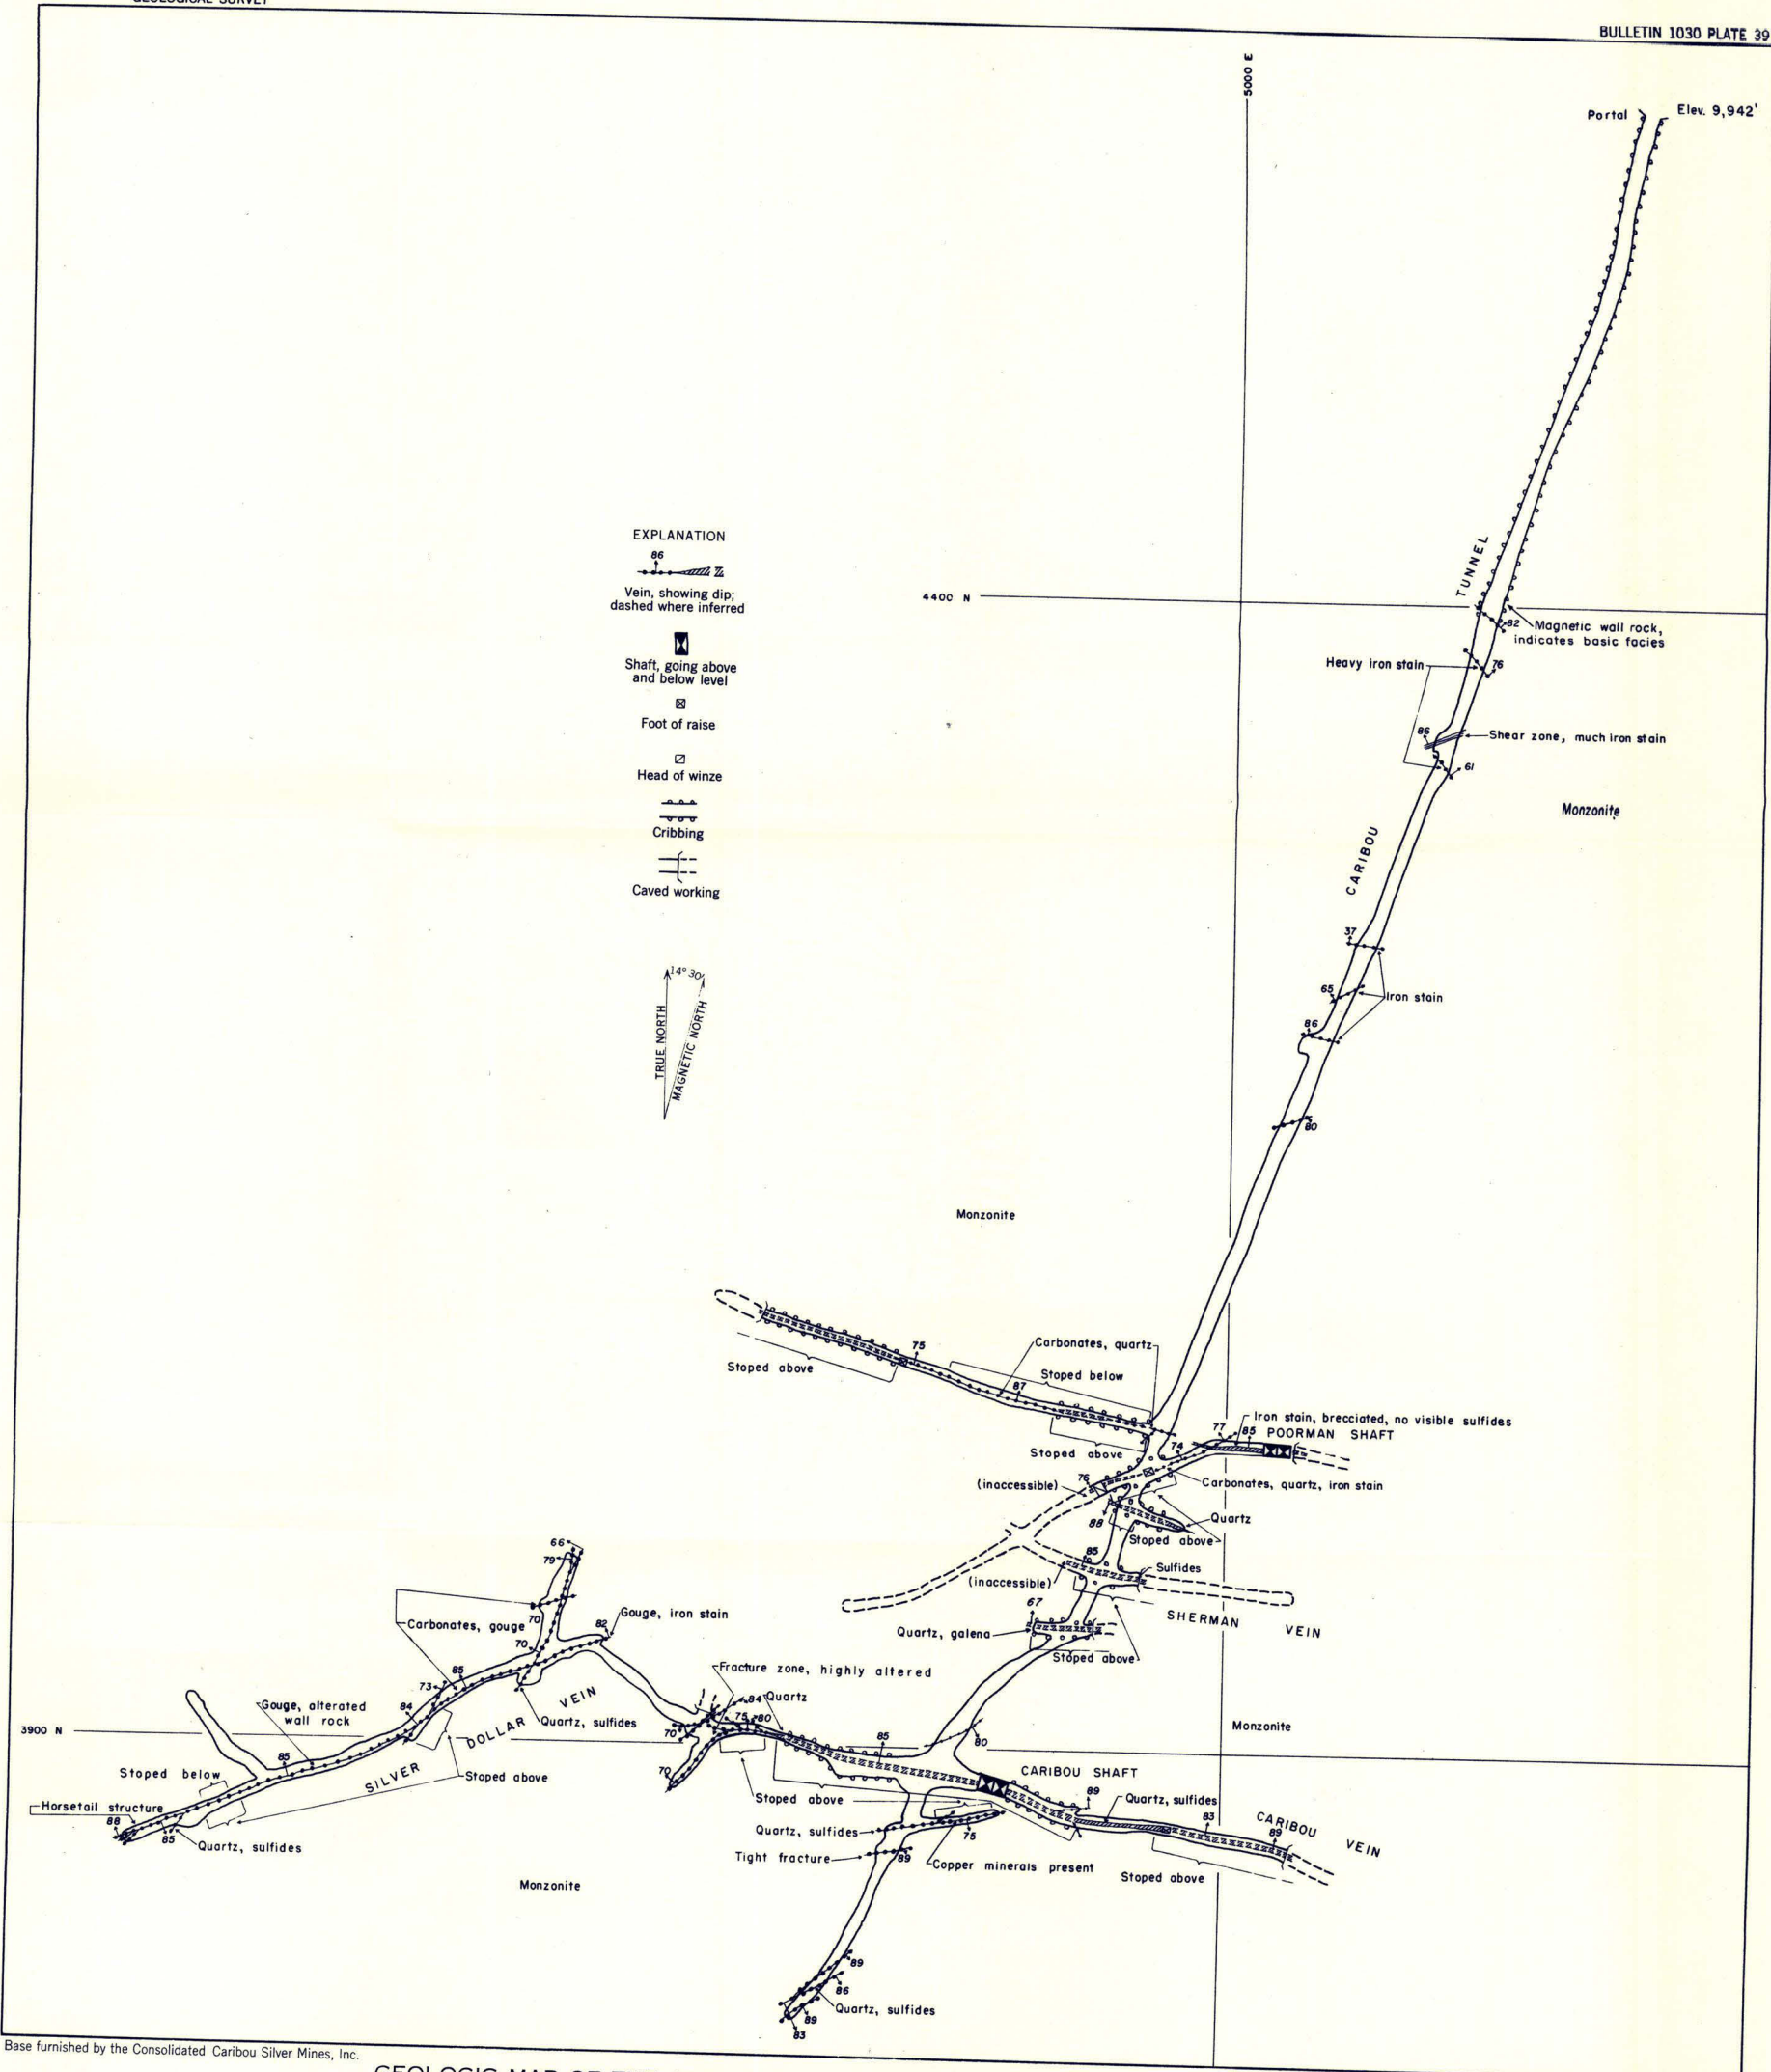 BULLETIN 1030 PLATE 39
5000 E
Portal
Elev. 9,942'
EXPLANATION
86
Vein, showing dip;
dashed where inferred
Shaft, going above
and below level
Foot of raise
Head of winze
Cribbing
Caved working
14° 30'
TRUE NORTH
MAGNETIC NORTH
4400 N
TUNNEL
82
Magnetic wall rock,
indicates basic facies
Heavy iron stain
76
86
Shear zone, much iron stain
61
Monzonite
CARIBOU
37
65
Iron stain
86
80
Monzonite
75
Carbonates, quartz
Stoped above
Stoped below
87
Iron stain, brecciated, no visible sulfides
77
85
POORMAN SHAFT
74
Stoped above
76
(inaccessible)
Carbonates, quartz, iron stain
88
Quartz
Stoped above
85
Sulfides
(inaccessible)
67
SHERMAN VEIN
Quartz, galena
Stoped above
66
79
70
Carbonates, gouge
82
Gouge, iron stain
70
85
73
Fracture zone, highly altered
84
Quartz
84
Gouge, alterated
wall rock
VEIN
Quartz, sulfides
75
80
70
85
3900 N
DOLLAR
Monzonite
80
85
Stoped below
SILVER
Stoped above
70
CARIBOU SHAFT
89
Horsetail structure
Stoped above
Quartz, sulfides
83
88
85
Quartz, sulfides
Quartz, sulfides
75
89
CARIBOU VEIN
Tight fracture
89
Copper minerals present
Stoped above
Monzonite
89
86
Quartz, sulfides
89
83
Base furnished by the Consolidated Caribou Silver Mines, Inc.